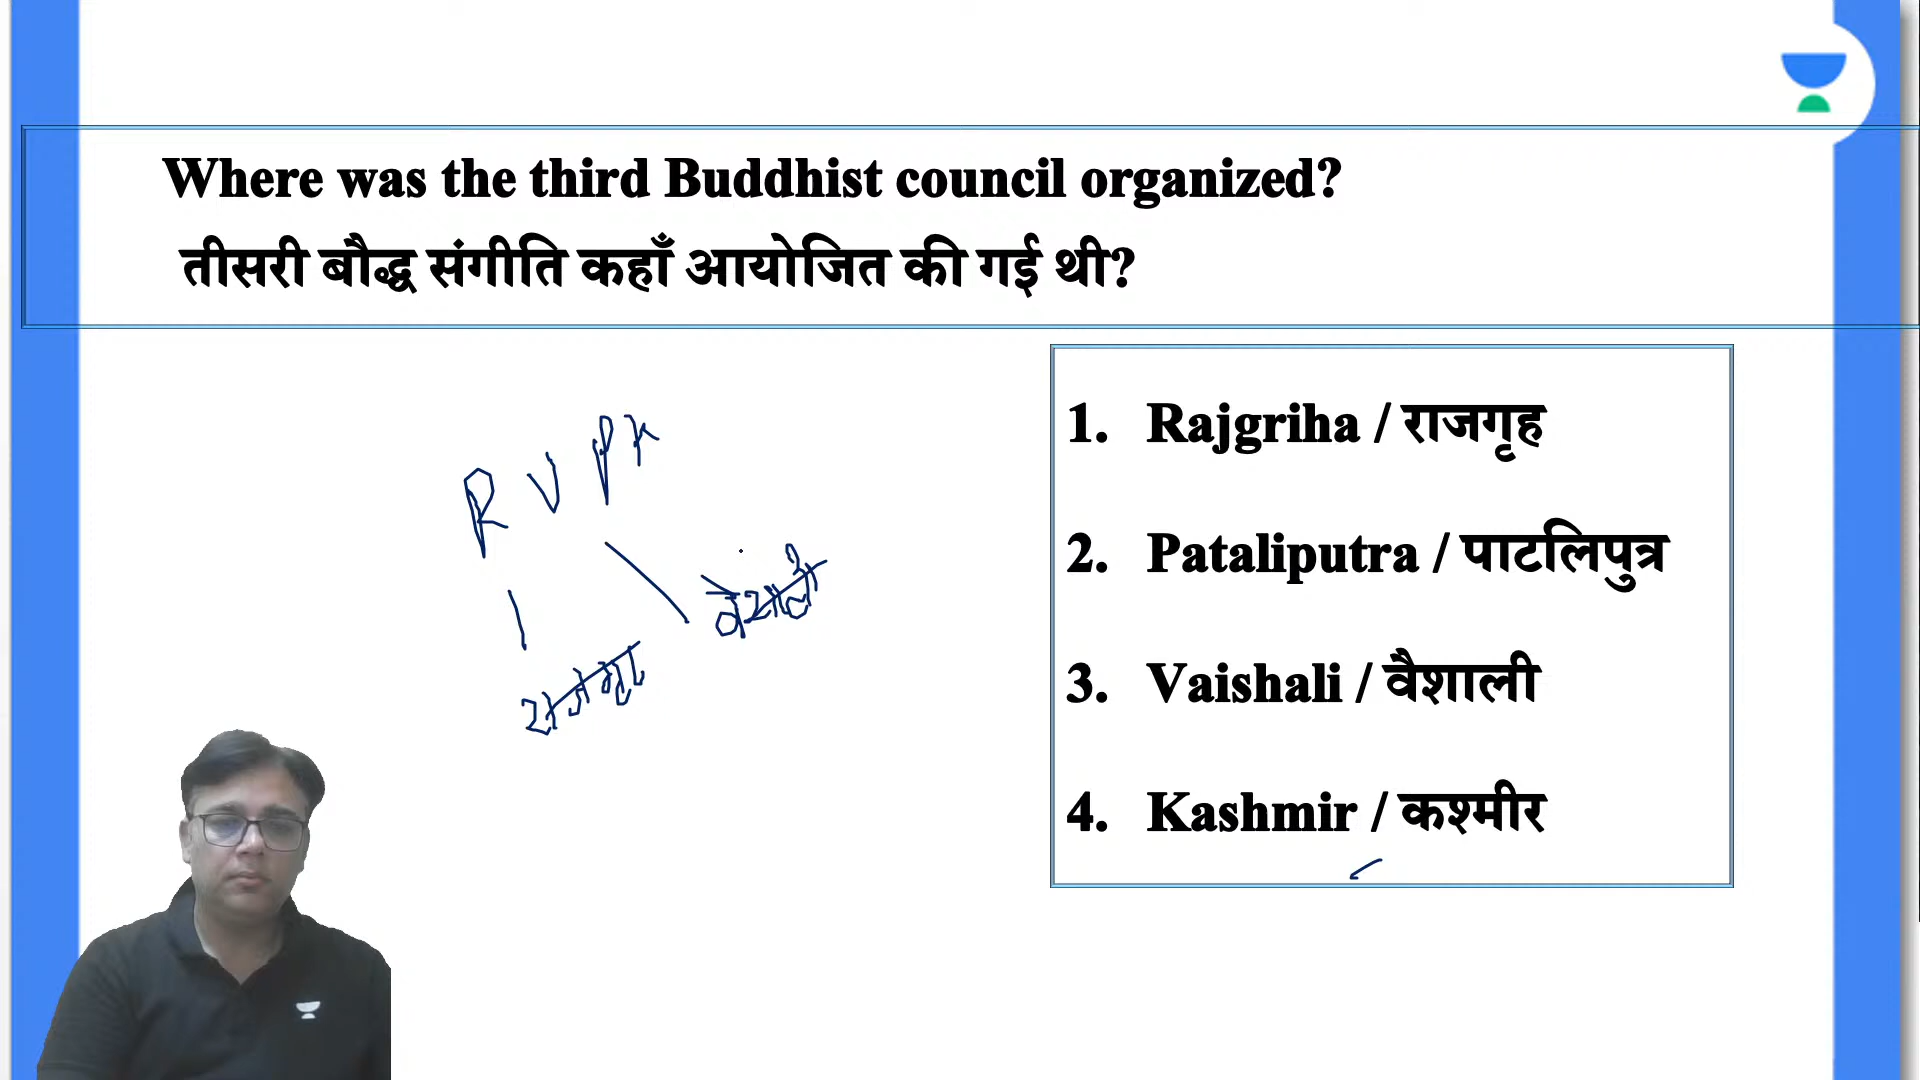 Where was the third Buddhist council organized?
तीसरी बौद्ध संगीति कहाँ आयोजित की गई थी?
R V P K
वैशाली
राजगृह
1. Rajgriha / राजगृह
2. Pataliputra / पाटलिपुत्र
3. Vaishali / वैशाली
4. Kashmir / कश्मीर